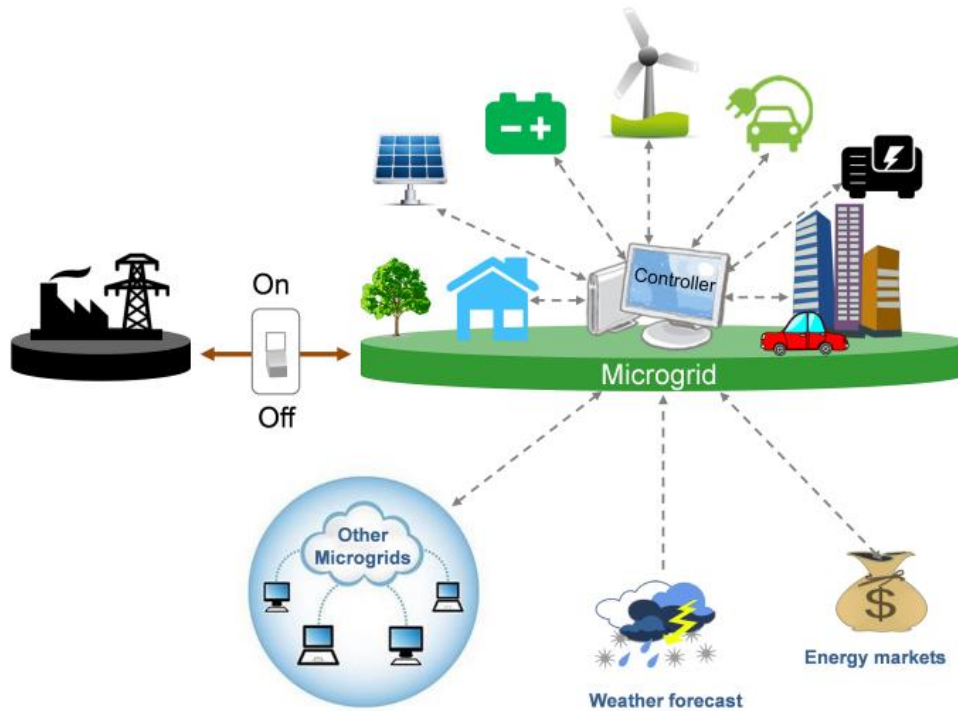 On
Off
Controller
Microgrid
Other
Microgrids
Weather forecast
$
Energy markets